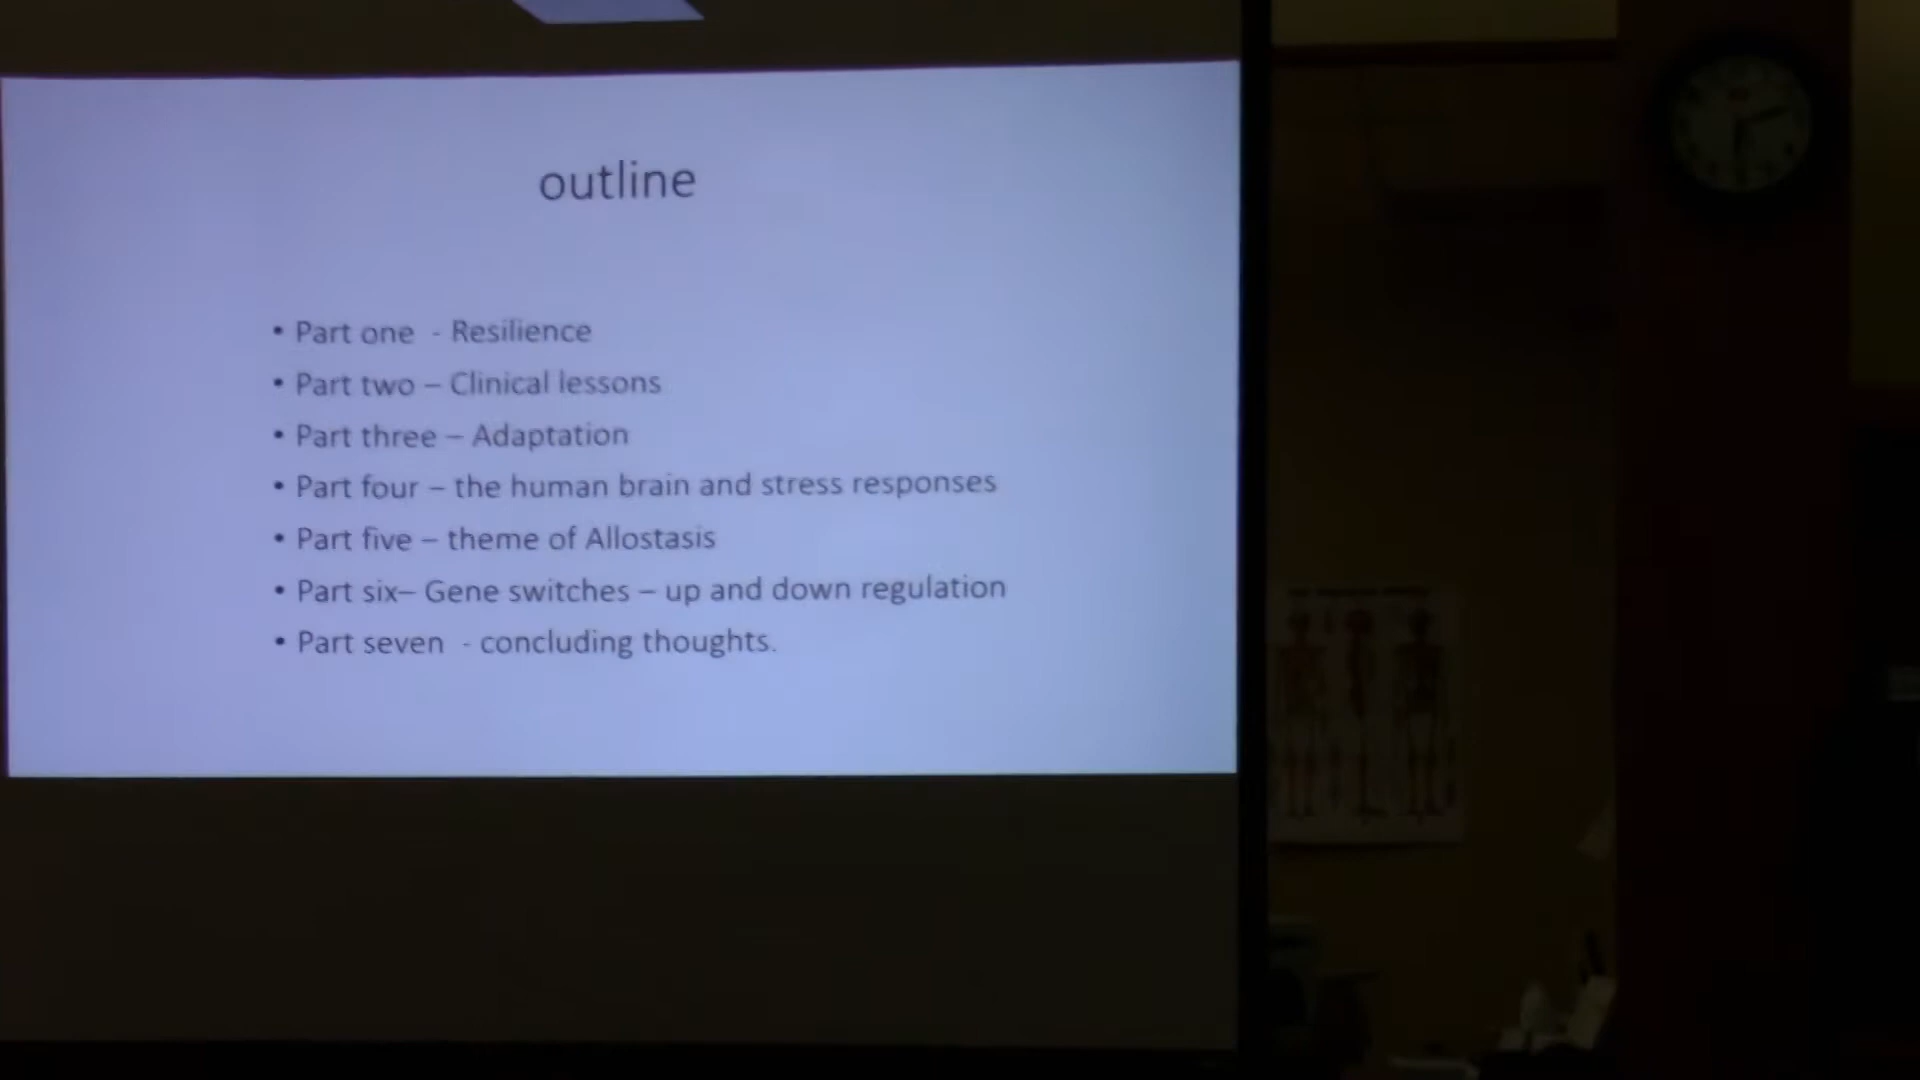 outline
• Part one - Resilience
• Part two – Clinical lessons
• Part three – Adaptation
• Part four – the human brain and stress responses
• Part five – theme of Allostasis
• Part six– Gene switches – up and down regulation
• Part seven - concluding thoughts.